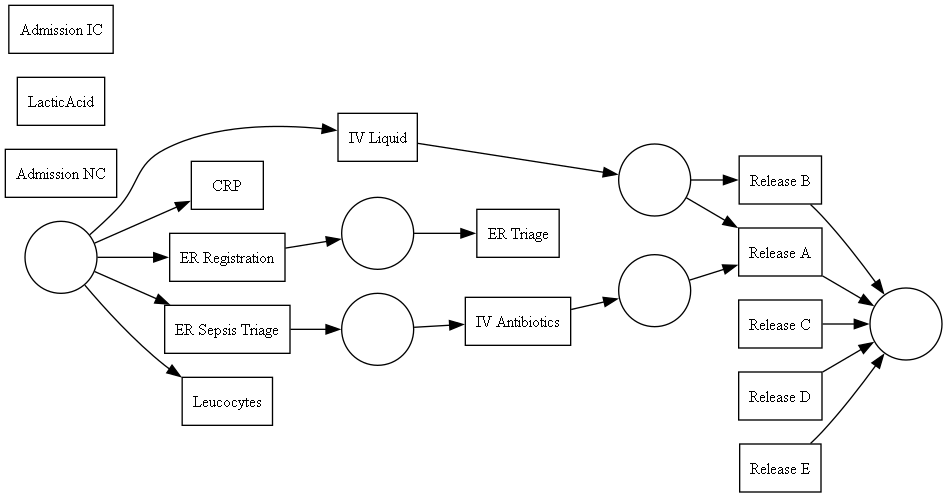 Admission IC
LacticAcid
Admission NC
IV Liquid
CRP
ER Registration
ER Sepsis Triage
Leucocytes
ER Triage
IV Antibiotics
Release B
Release A
Release C
Release D
Release E